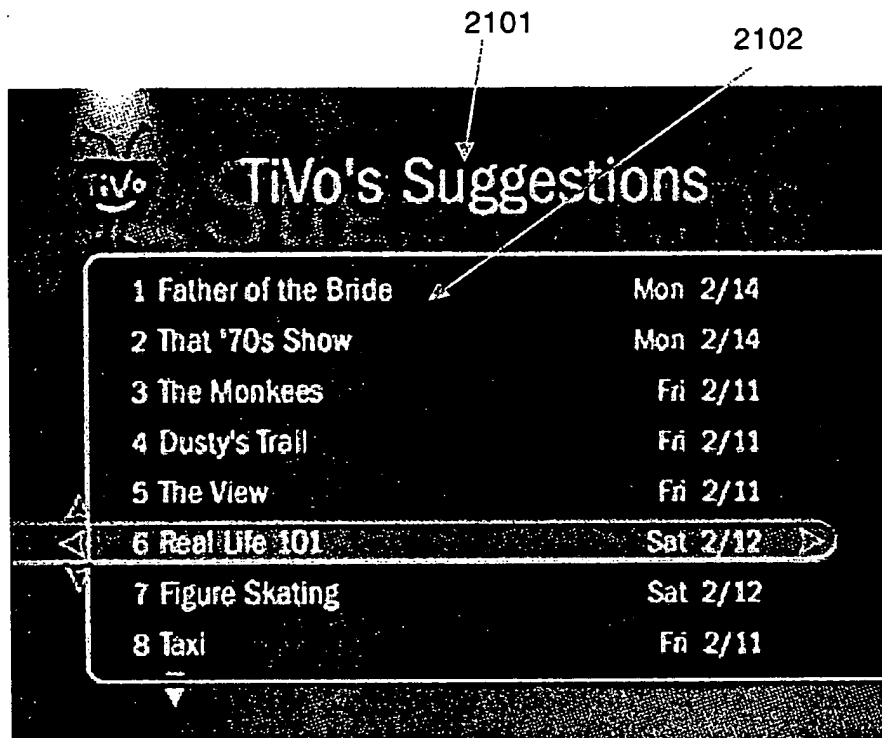 2101
2102
TiVo
TiVo's Suggestions
1 Father of the Bride Mon 2/14
2 That '70s Show Mon 2/14
3 The Monkees Fri 2/11
4 Dusty's Trail Fri 2/11
5 The View Fri 2/11
6 Real Life 101 Sat 2/12
7 Figure Skating Sat 2/12
8 Taxi Fri 2/11